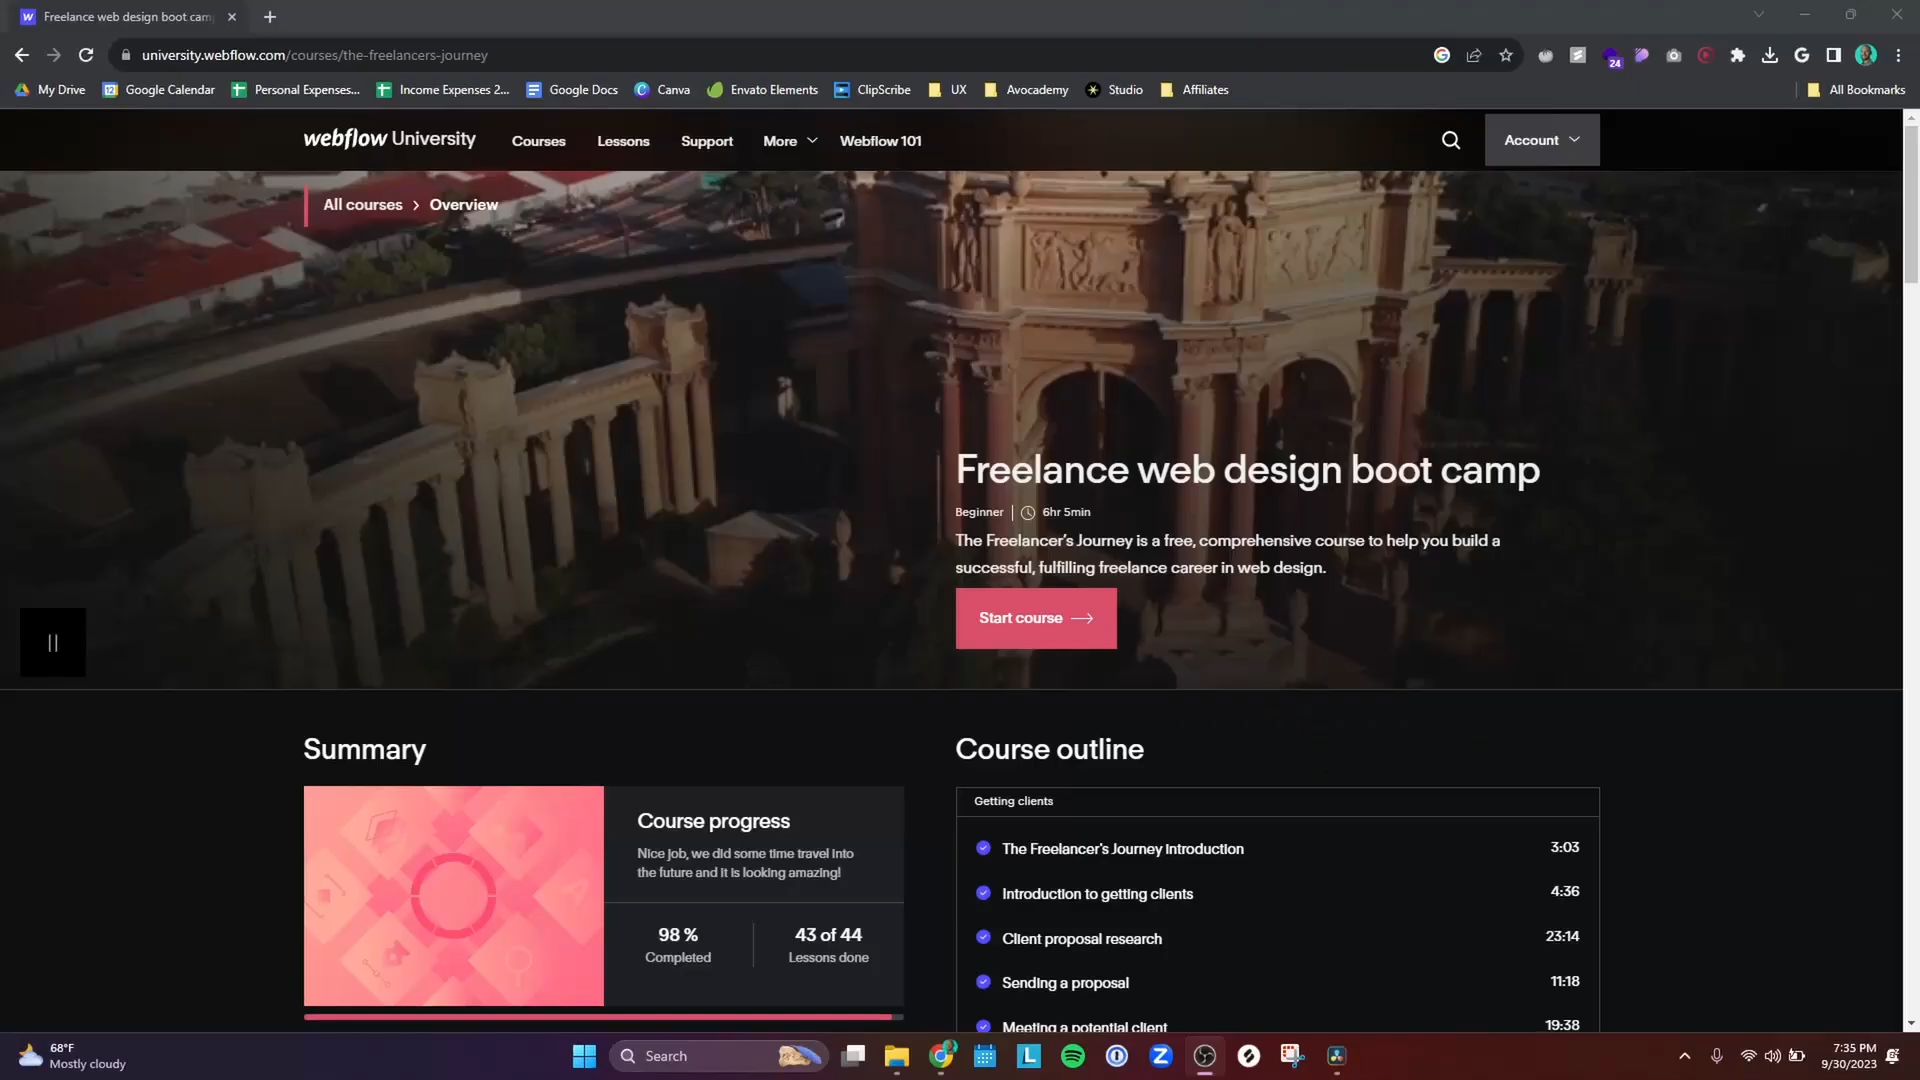 Freelance web design boot cam
university.webflow.com/courses/the-freelancers-journey
24
My Drive
Google Calendar
Personal Expenses...
Income Expenses 2...
Google Docs
Canva
Envato Elements
ClipScribe
UX
Avocademy
Studio
Affiliates
All Bookmarks
webflow University
Courses
Lessons
Support
More
Webflow 101
Account
All courses > Overview
Freelance web design boot camp
Beginner | 6hr 5min
The Freelancer's Journey is a free, comprehensive course to help you build a
successful, fulfilling freelance career in web design.
Start course
Summary
Course progress
Nice job, we did some time travel into
the future and it is looking amazing!
98 %
Completed
43 of 44
Lessons done
Course outline
Getting clients
The Freelancer's Journey Introduction 3:03
Introduction to getting clients 4:36
Client proposal research 23:14
Sending a proposal 11:18
Meeting a potential client 19:38
68°F
Mostly cloudy
Search
7:35 PM
9/30/2023